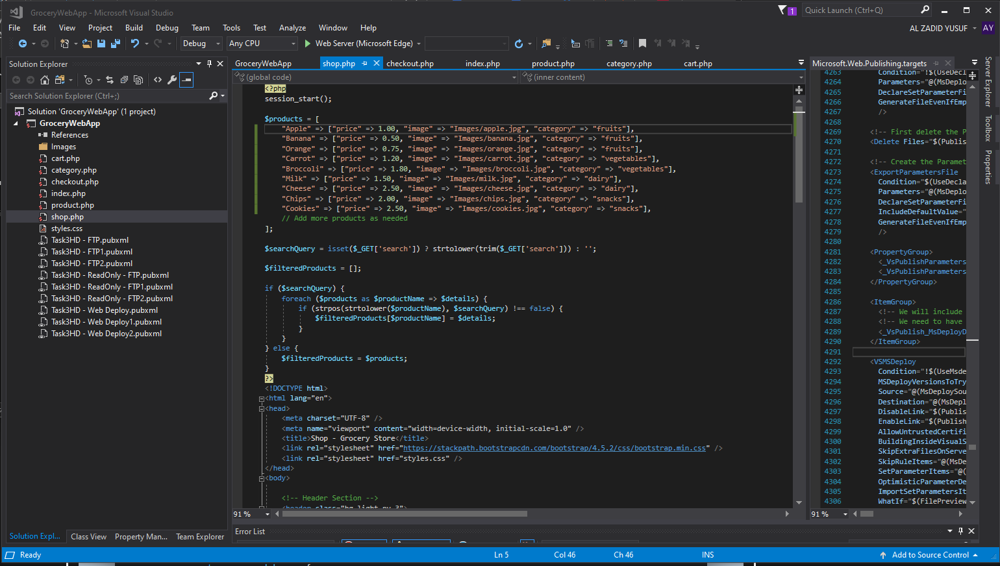 GroceryWebApp - Microsoft Visual Studio
1
Quick Launch (Ctrl+Q)
File Edit View Project Build Debug Team Tools Test Analyze Window Help
AL ZADID YUSUF AY
Debug Any CPU Web Server (Microsoft Edge)
Solution Explorer
Search Solution Explorer (Ctrl+;)
Solution 'GroceryWebApp' (1 project)
GroceryWebApp
References
Images
cart.php
category.php
checkout.php
index.php
product.php
shop.php
styles.css
Task3HD - FTP.pubxml
Task3HD - FTP1.pubxml
Task3HD - FTP2.pubxml
Task3HD - ReadOnly - FTP.pubxml
Task3HD - ReadOnly - FTP1.pubxml
Task3HD - ReadOnly - FTP2.pubxml
Task3HD - Web Deploy.pubxml
Task3HD - Web Deploy1.pubxml
Task3HD - Web Deploy2.pubxml
Solution Expl... Class View Property Man... Team Explorer
GroceryWebApp shop.php checkout.php index.php product.php category.php cart.php
(global code) (inner content)
<?php
session_start();
$products = [
"Apple" => ["price" => 1.00, "image" => "Images/apple.jpg", "category" => "fruits"],
"Banana" => ["price" => 0.50, "image" => "Images/banana.jpg", "category" => "fruits"],
"Orange" => ["price" => 0.75, "image" => "Images/orange.jpg", "category" => "fruits"],
"Carrot" => ["price" => 1.20, "image" => "Images/carrot.jpg", "category" => "vegetables"],
"Broccoli" => ["price" => 1.80, "image" => "Images/broccoli.jpg", "category" => "vegetables"],
"Milk" => ["price" => 1.50, "image" => "Images/milk.jpg", "category" => "dairy"],
"Cheese" => ["price" => 2.50, "image" => "Images/cheese.jpg", "category" => "dairy"],
"Chips" => ["price" => 2.00, "image" => "Images/chips.jpg", "category" => "snacks"],
"Cookies" => ["price" => 2.50, "image" => "Images/cookies.jpg", "category" => "snacks"],
// Add more products as needed
];
$searchQuery = isset($_GET['search']) ? strtolower(trim($_GET['search'])) : '';
$filteredProducts = [];
if ($searchQuery) {
foreach ($products as $productName => $details) {
if (strpos(strtolower($productName), $searchQuery) !== false) {
$filteredProducts[$productName] = $details;
}
}
} else {
$filteredProducts = $products;
}
?>
<!DOCTYPE html>
<html lang="en">
<head>
<meta charset="UTF-8" />
<meta name="viewport" content="width=device-width, initial-scale=1.0" />
<title>Shop - Grocery Store</title>
<link rel="stylesheet" href="https://stackpath.bootstrapcdn.com/bootstrap/4.5.2/css/bootstrap.min.css" />
<link rel="stylesheet" href="styles.css" />
</head>
<body>
<!-- Header Section -->
<header class="bg-light py-3">
91 %
Microsoft.Web.Publishing.targets
4263 Condition="!$(UseDecl
4264 Parameters="@(MsDeplo
4265 DeclareSetParameterFi
4266 GenerateFileEvenIfEmp
4267 />
4268
4269 <!-- First delete the P
4270 <Delete Files="$(Publis
4271
4272 <!-- Create the Paramet
4273 <ExportParametersFile
4274 Condition="$(UseDecla
4275 Parameters="@(MsDeplo
4276 DeclareSetParameterFi
4277 IncludeDefaultValue="
4278 GenerateFileEvenIfEmp
4279 />
4280
4281 <PropertyGroup>
4282 <_VsPublishParameters
4283 <_VsPublishParameters
4284 </PropertyGroup>
4285
4286 <ItemGroup>
4287 <!-- We will include
4288 <!-- We need to have
4289 <_VsPublish_MsDeployD
4290 </ItemGroup>
4291
4292 <VSMSDeploy
4293 Condition="!$(UseMsde
4294 MSDeployVersionsToTry
4295 Source="@(MsDeploySou
4296 Destination="@(MsDepl
4297 DisableLink="$(Publis
4298 EnableLink="$(Publish
4299 AllowUntrustedCertifi
4300 BuildingInsideVisualS
4301 SkipExtraFilesOnServe
4302 SkipRuleItems="@(MsDe
4303 SetParameterItems="@(
4304 OptimisticParameterDe
4305 ImportSetParametersIt
4306 WhatIf="$(FilePreview
91 %
Server Explorer
Toolbox
Properties
Error List
Ready Ln 5 Col 46 Ch 46 INS Add to Source Control